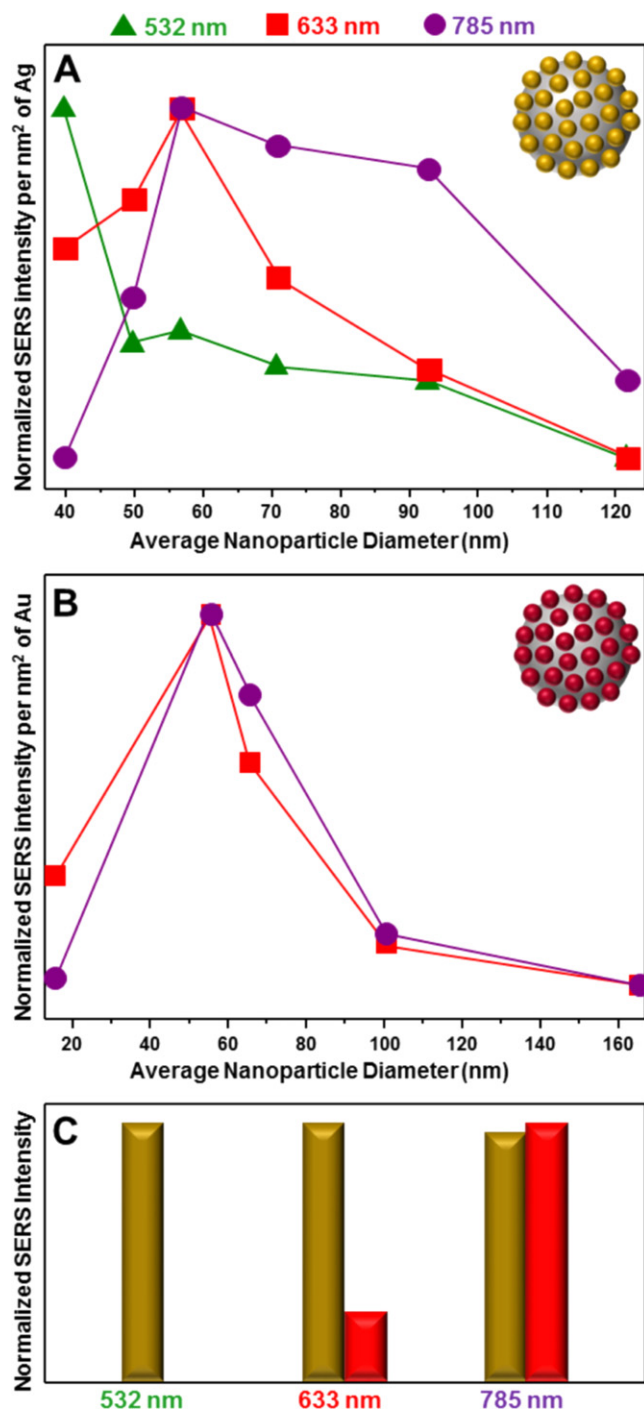 532 nm 633 nm 785 nm
A
Normalized SERS intensity per nm² of Ag
40 50 60 70 80 90 100 110 120
Average Nanoparticle Diameter (nm)
B
Normalized SERS intensity per nm² of Au
20 40 60 80 100 120 140 160
Average Nanoparticle Diameter (nm)
C
Normalized SERS Intensity
532 nm 633 nm 785 nm